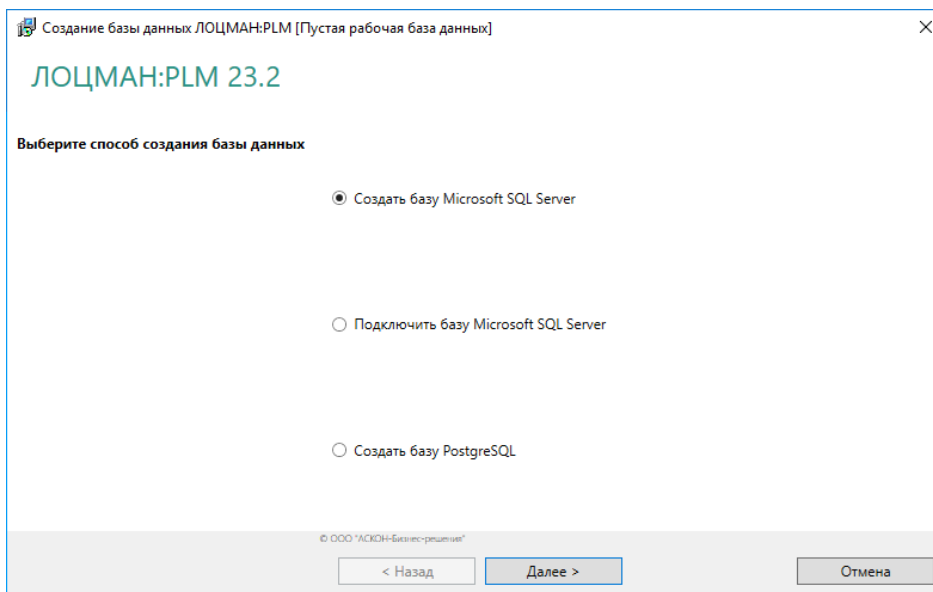 Создание базы данных ЛОЦМАН:PLM [Пустая рабочая база данных]
ЛОЦМАН:PLM 23.2
Выберите способ создания базы данных
Создать базу Microsoft SQL Server
Подключить базу Microsoft SQL Server
Создать базу PostgreSQL
© ООО "АСКОН-Бизнес-решения"
< Назад
Далее >
Отмена